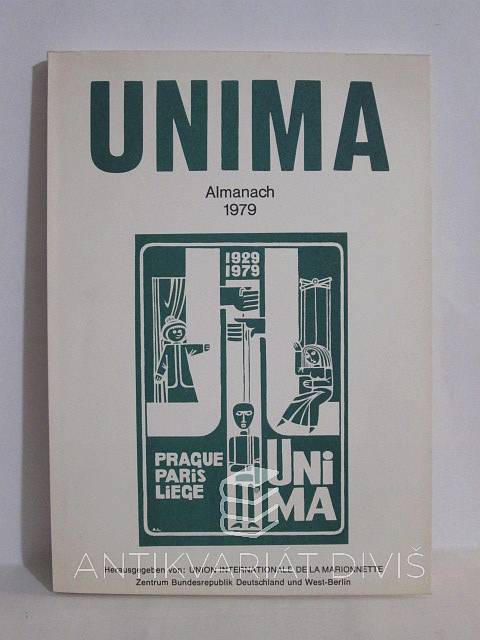 UNIMA
Almanach
1979
1929
1979
PRAGUE
PARIS
LIEGE
UNi
MA
ANTIKVARIÁT DIVIŠ
Herausgegeben von: UNION INTERNATIONALE DE LA MARIONNETTE
Zentrum Bundesrepublik Deutschland und West-Berlin